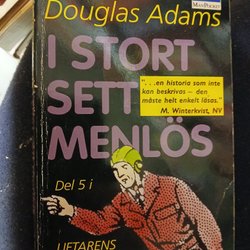 Douglas Adams
MånPocket
I STORT
SETT
MENLÖS
"...en historia som inte
kan beskrivas – den
måste helt enkelt läsas."
M. Winterkvist, NV
Del 5 i
LIFTARENS